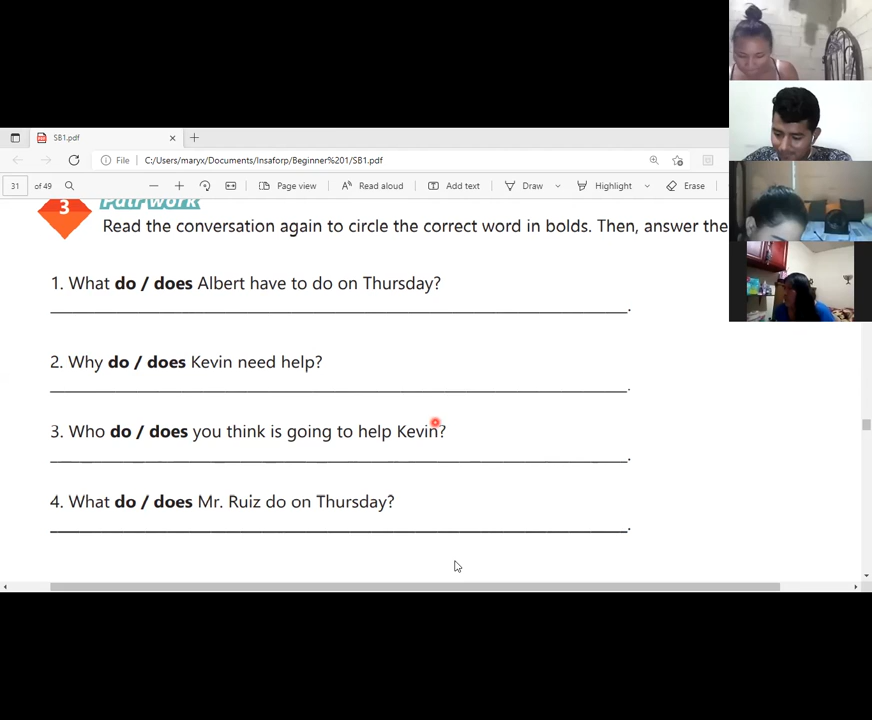 SB1.pdf
File C:/Users/maryx/Documents/Insaforp/Beginner%201/SB1.pdf
31 of 49 Page view Read aloud Add text Draw Highlight Erase
3 Pair work
Read the conversation again to circle the correct word in bolds. Then, answer the
1. What do / does Albert have to do on Thursday?
2. Why do / does Kevin need help?
3. Who do / does you think is going to help Kevin?
4. What do / does Mr. Ruiz do on Thursday?